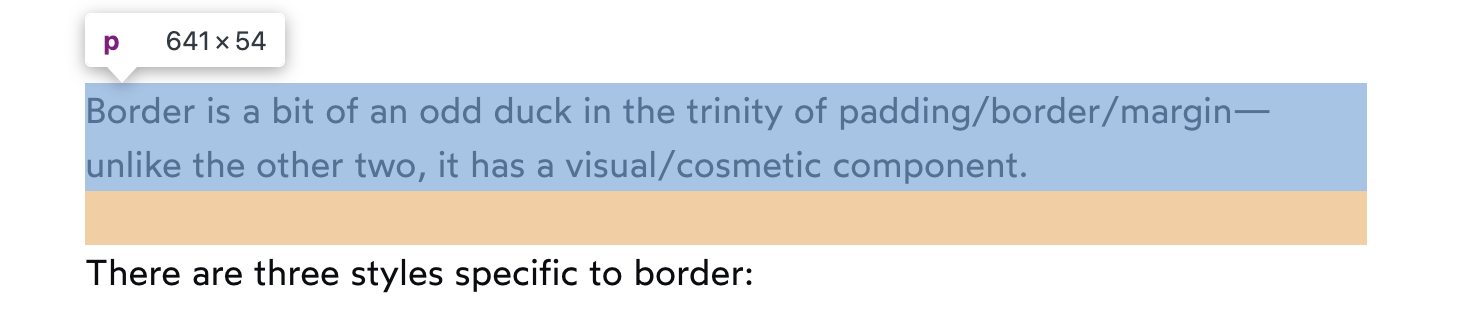 p 641×54
Border is a bit of an odd duck in the trinity of padding/border/margin—
unlike the other two, it has a visual/cosmetic component.
There are three styles specific to border: